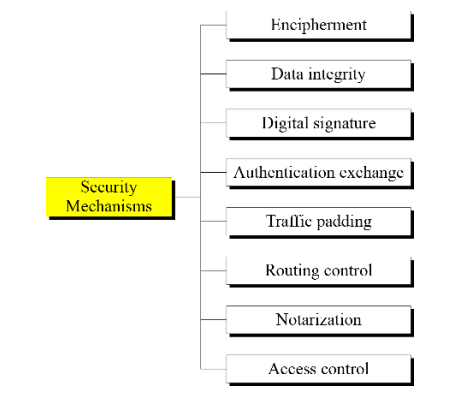 Encipherment
Data integrity
Digital signature
Authentication exchange
Security
Mechanisms
Traffic padding
Routing control
Notarization
Access control